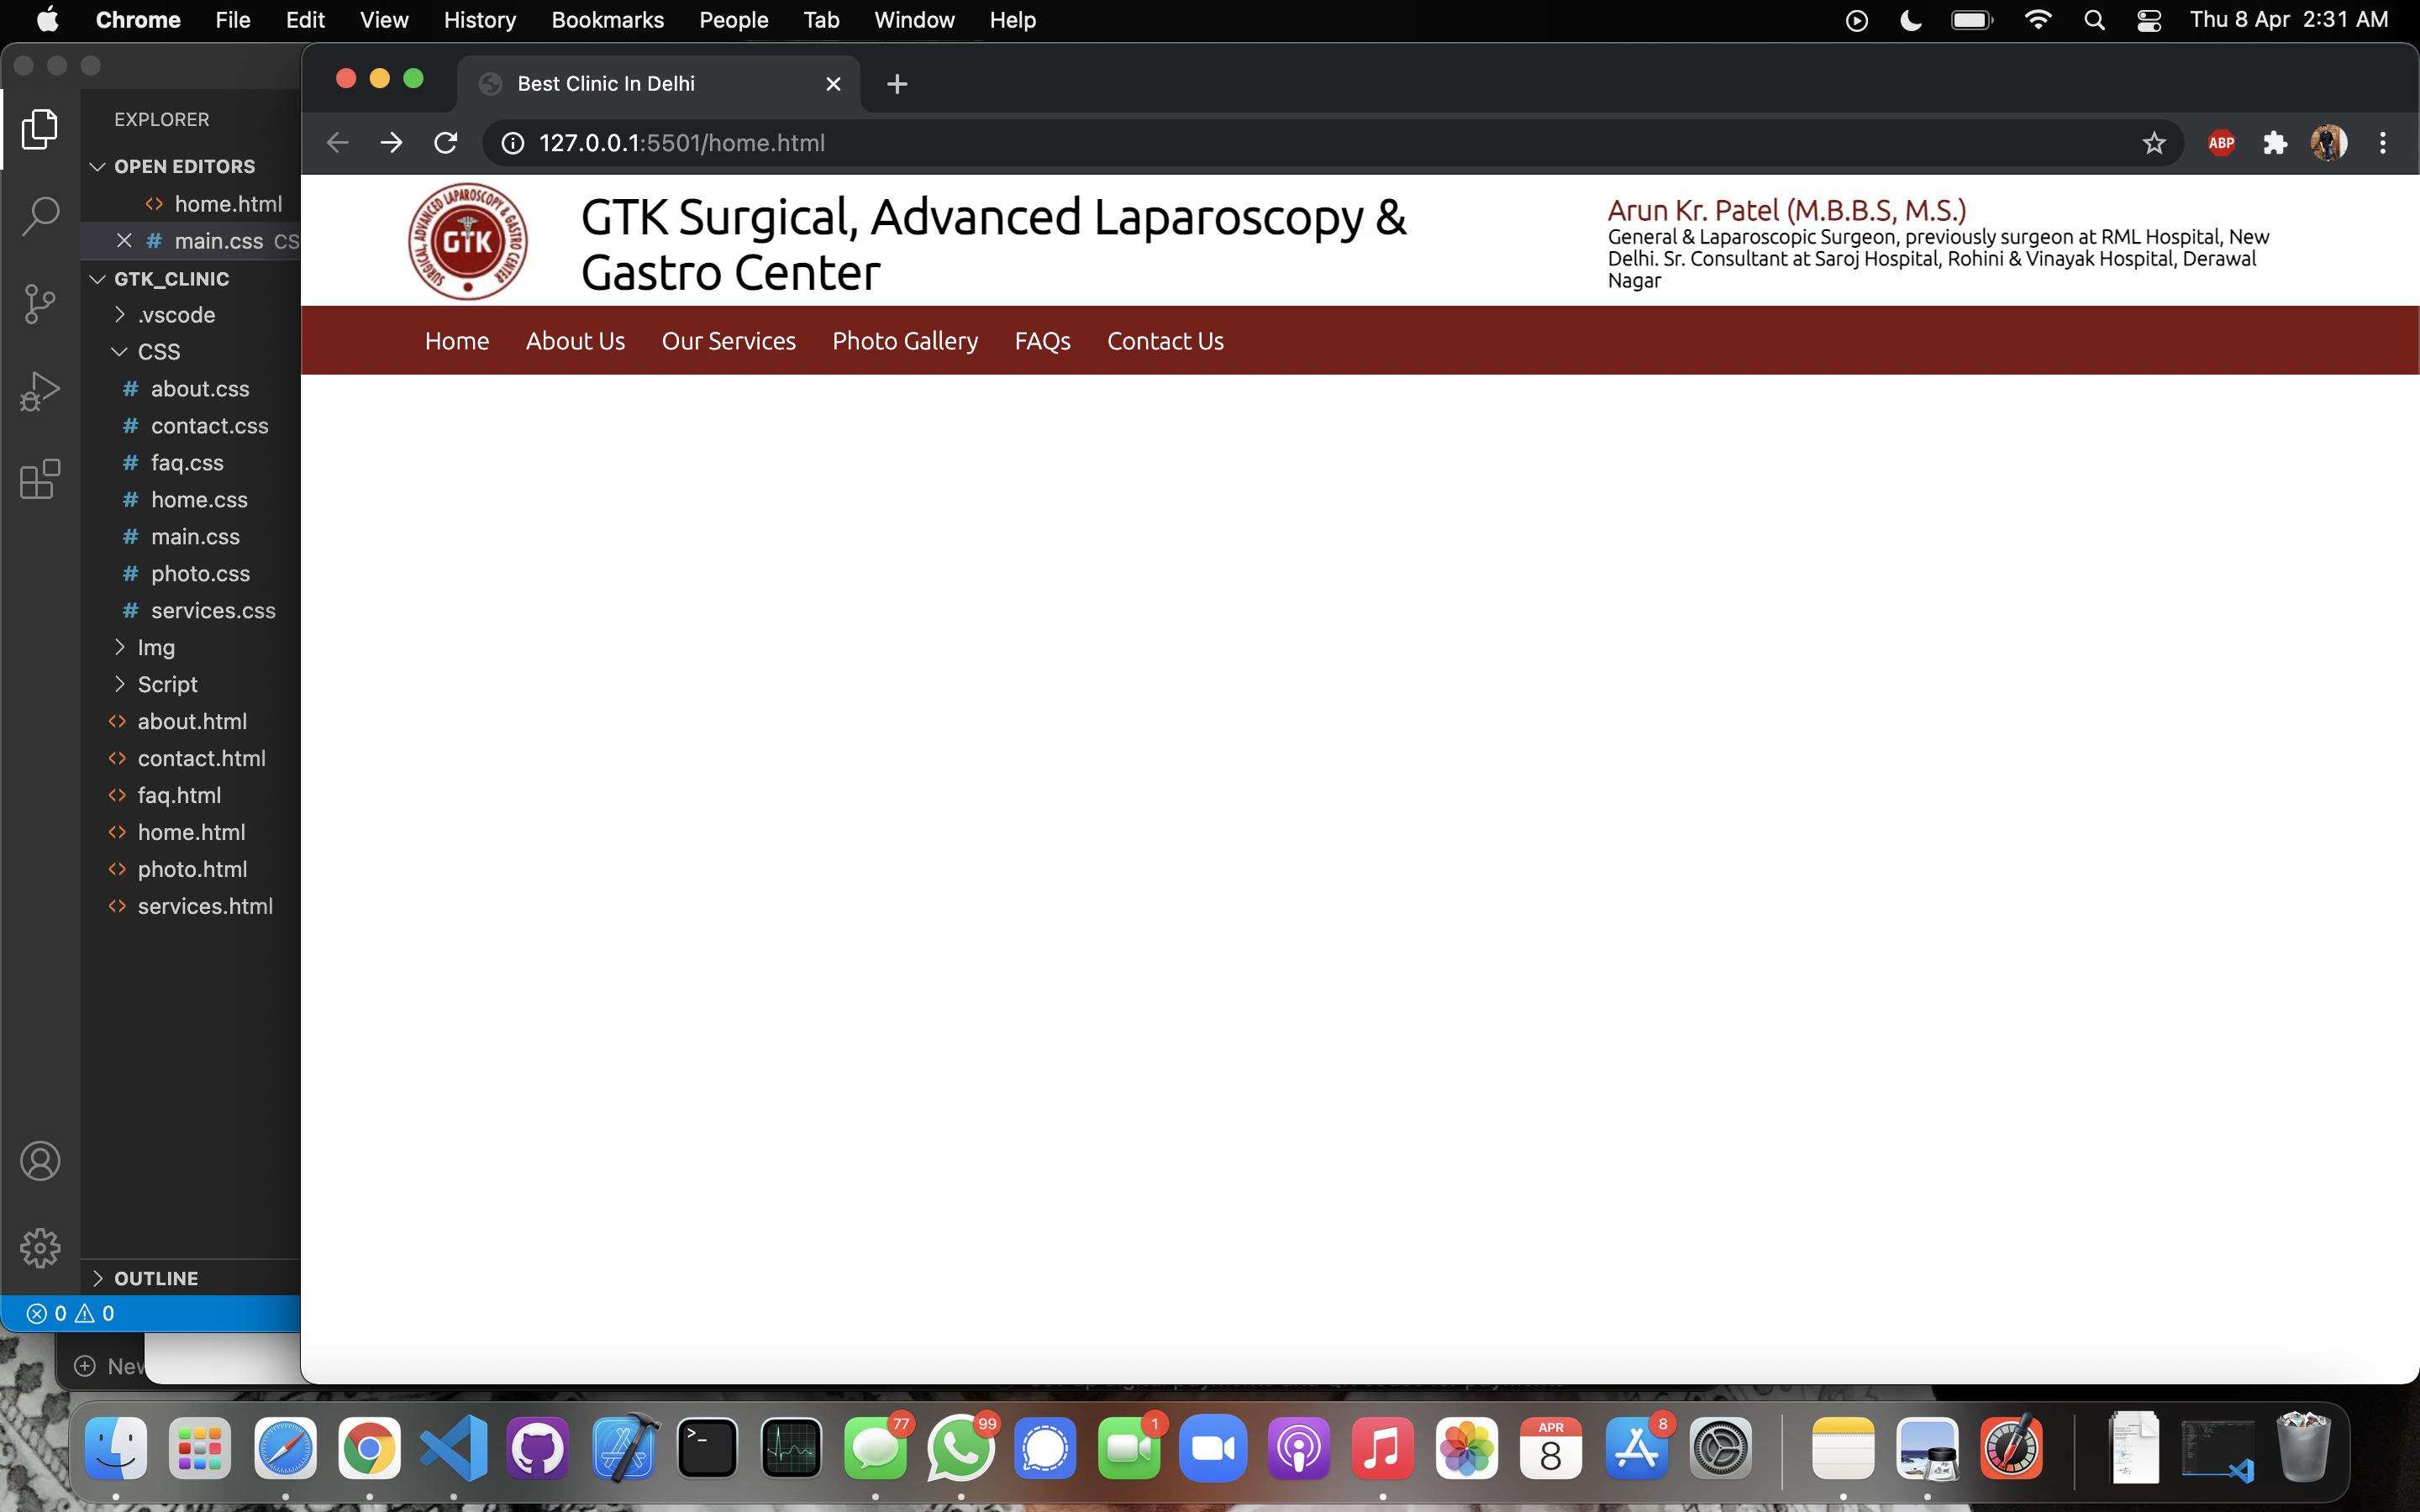 Chrome File Edit View History Bookmarks People Tab Window Help Thu 8 Apr 2:31 AM
Best Clinic In Delhi
127.0.0.1:5501/home.html
ABP
EXPLORER
OPEN EDITORS
home.html
main.css CS
GTK_CLINIC
.vscode
CSS
about.css
contact.css
faq.css
home.css
main.css
photo.css
services.css
Img
Script
about.html
contact.html
faq.html
home.html
photo.html
services.html
OUTLINE
0 0
New
SURGICAL, ADVANCED LAPAROSCOPY & GASTRO CENTER
GTK
GTK Surgical, Advanced Laparoscopy &
Gastro Center
Arun Kr. Patel (M.B.B.S, M.S.)
General & Laparoscopic Surgeon, previously surgeon at RML Hospital, New
Delhi. Sr. Consultant at Saroj Hospital, Rohini & Vinayak Hospital, Derawal
Nagar
Home About Us Our Services Photo Gallery FAQs Contact Us
77
99
1
APR
8
8